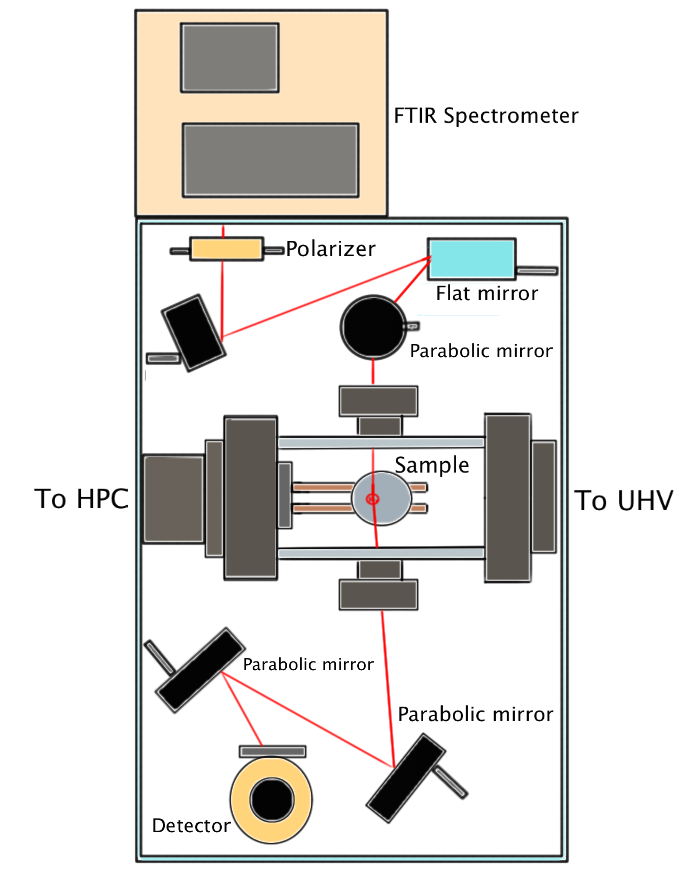 FTIR Spectrometer
Polarizer
Flat mirror
Parabolic mirror
Sample
To HPC
To UHV
Parabolic mirror
Parabolic mirror
Detector